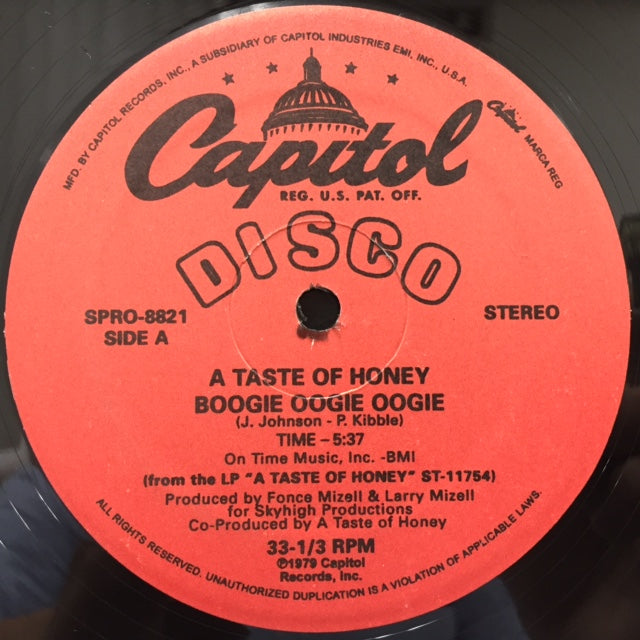 MFD. BY CAPITOL RECORDS, INC., A SUBSIDIARY OF CAPITOL INDUSTRIES EMI, INC., U.S.A.
Capitol
REG. U.S. PAT. OFF.
Capitol MARCA REG
DISCO
SPRO-8821
SIDE A
STEREO
A TASTE OF HONEY
BOOGIE OOGIE OOGIE
(J. Johnson - P. Kibble)
TIME – 5:37
On Time Music, Inc. -BMI
(from the LP "A TASTE OF HONEY" ST-11754)
Produced by Fonce Mizell & Larry Mizell
for Skyhigh Productions
Co-Produced by A Taste of Honey
33-1/3 RPM
℗1979 Capitol
Records, Inc.
ALL RIGHTS RESERVED. UNAUTHORIZED DUPLICATION IS A VIOLATION OF APPLICABLE LAWS.